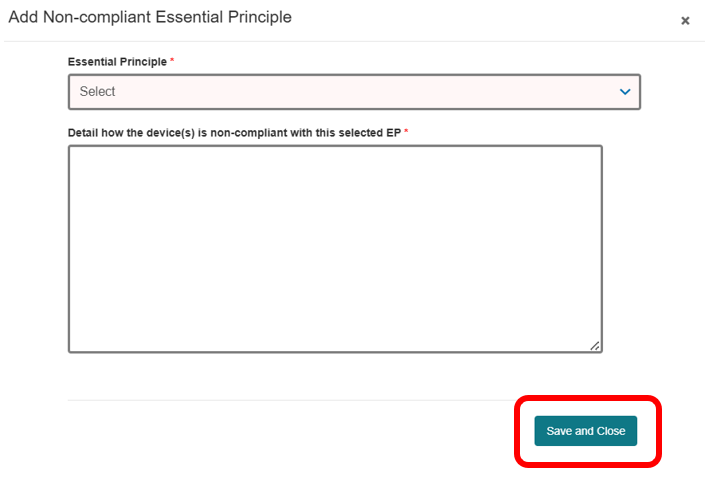 Add Non-compliant Essential Principle
×
Essential Principle *
Select
Detail how the device(s) is non-compliant with this selected EP *
Save and Close